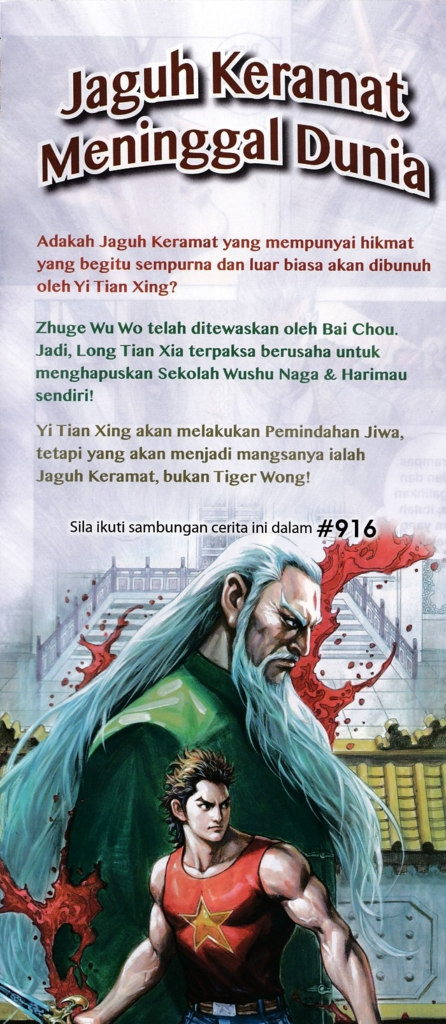 Jaguh Keramat
Meninggal Dunia
Adakah Jaguh Keramat yang mempunyai hikmat
yang begitu sempurna dan luar biasa akan dibunuh
oleh Yi Tian Xing?
Zhuge Wu Wo telah ditewaskan oleh Bai Chou.
Jadi, Long Tian Xia terpaksa berusaha untuk
menghapuskan Sekolah Wushu Naga & Harimau
sendiri!
Yi Tian Xing akan melakukan Pemindahan Jiwa,
tetapi yang akan menjadi mangsanya ialah
Jaguh Keramat, bukan Tiger Wong!
Sila ikuti sambungan cerita ini dalam #916